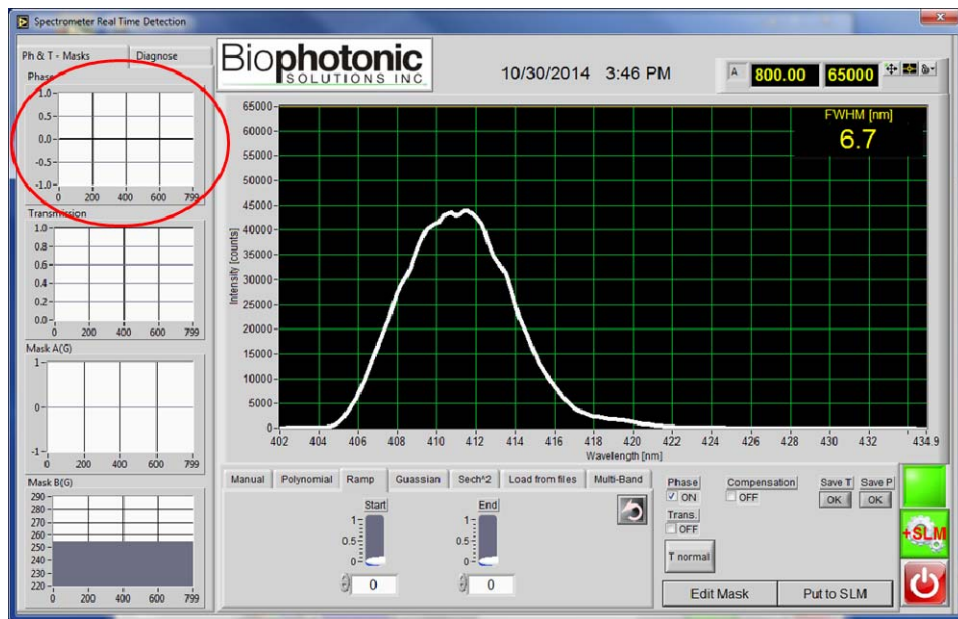 Spectrometer Real Time Detection
Ph & T - Masks Diagnose
Biophotonic
SOLUTIONS INC
10/30/2014 3:46 PM
A 800.00 65000
Phase
1.0
0.5
0.0
-0.5
-1.0
0 200 400 600 799
Transmission
1.0
0.8
0.6
0.4
0.2
0.0
0 200 400 600 799
Mask A(G)
1
0
-1
0 200 400 600 799
Mask B(G)
290
280
270
260
250
240
230
220
0 200 400 600 799
FWHM [nm]
6.7
Intensity [counts]
65000
60000
55000
50000
45000
40000
35000
30000
25000
20000
15000
10000
5000
0
402 404 406 408 410 412 414 416 418 420 422 424 426 428 430 432 434.9
Wavelength [nm]
Manual Polynomial Ramp Guassian Sech^2 Load from files Multi-Band
Start End
1 1
0.5 0.5
0 0
0 0
Phase Compensation Save T Save P
ON OFF OK OK
Trans.
OFF
T normal
Edit Mask Put to SLM
+SLM